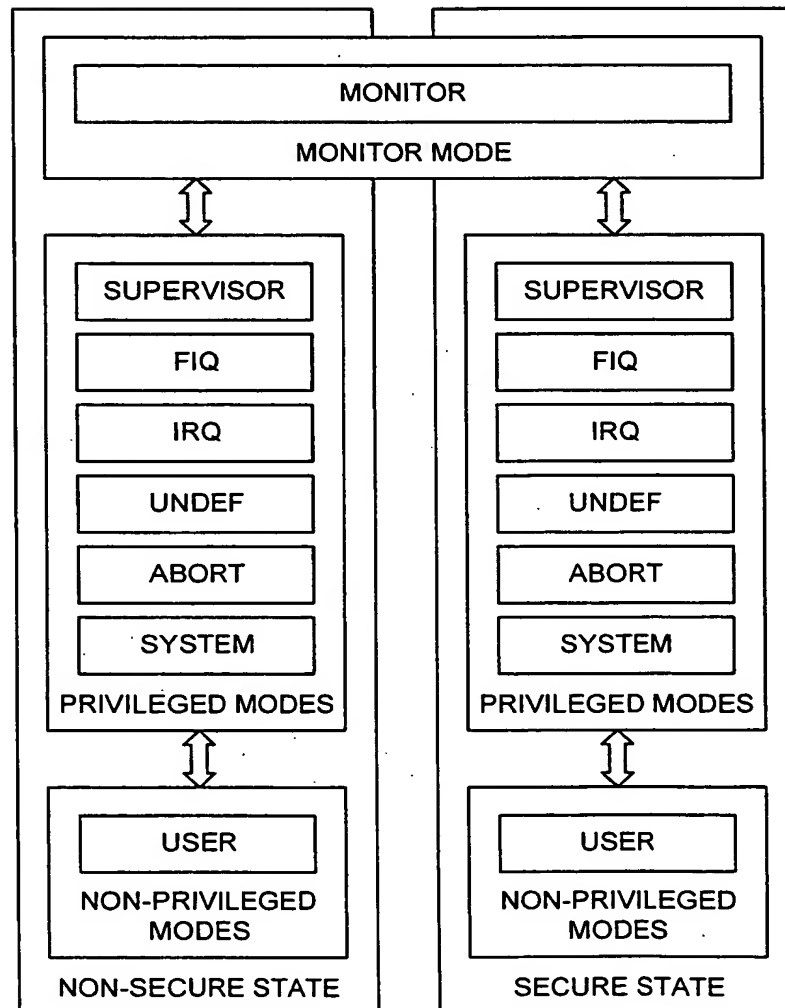 MONITOR
MONITOR MODE
SUPERVISOR
FIQ
IRQ
UNDEF
ABORT
SYSTEM
PRIVILEGED MODES
USER
NON-PRIVILEGED
MODES
NON-SECURE STATE
SUPERVISOR
FIQ
IRQ
UNDEF
ABORT
SYSTEM
PRIVILEGED MODES
USER
NON-PRIVILEGED
MODES
SECURE STATE